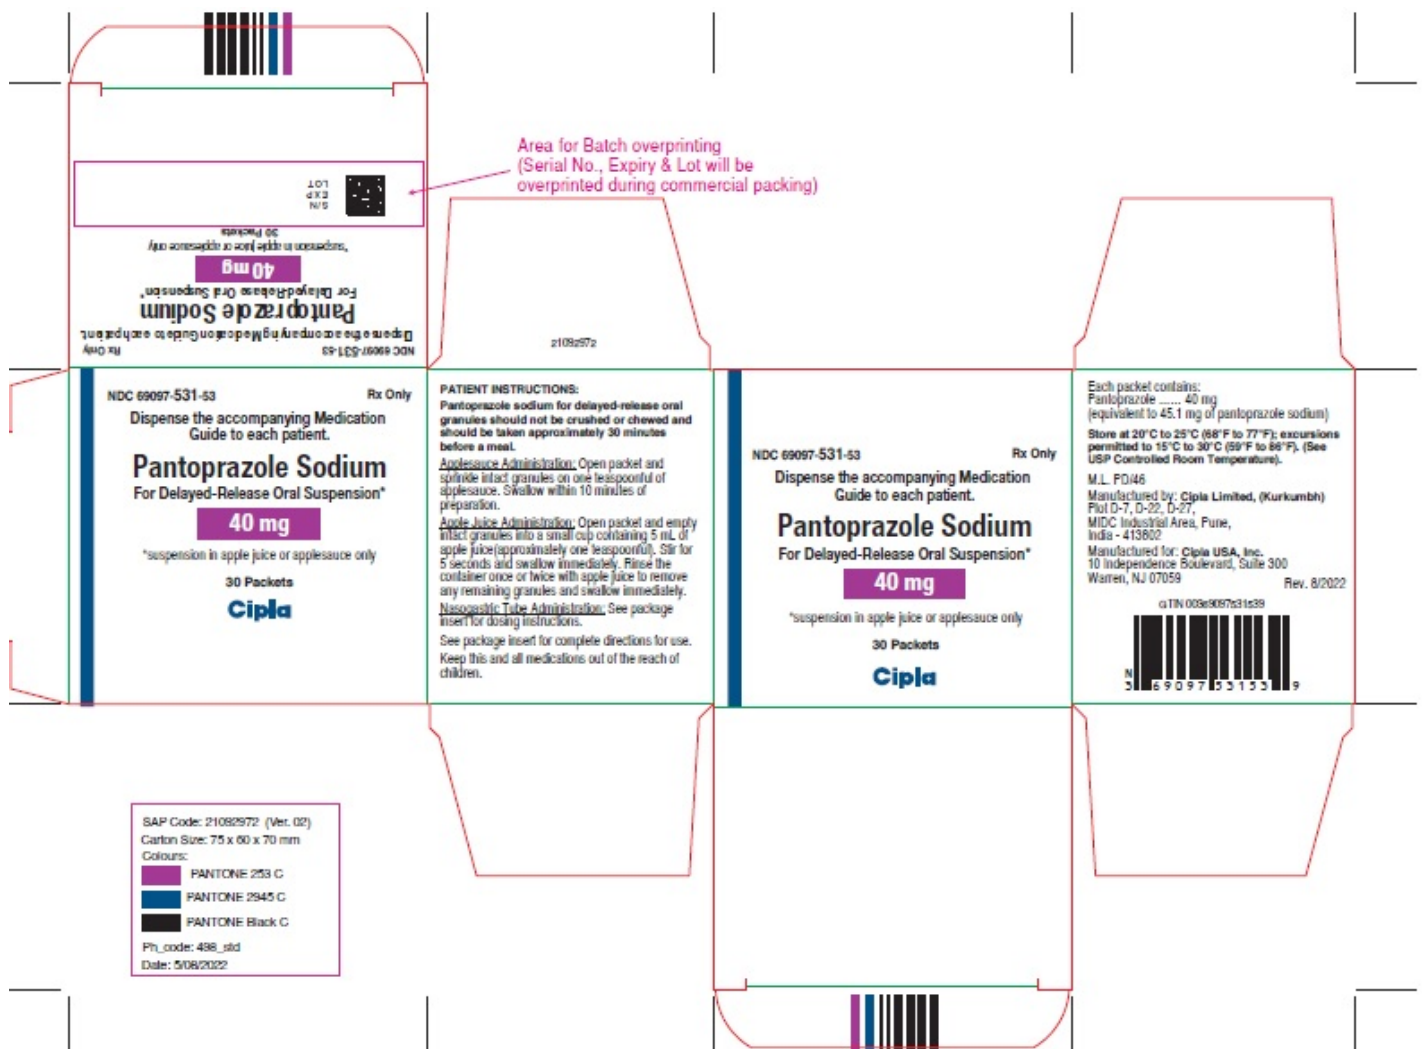 Area for Batch overprinting
(Serial No., Expiry & Lot will be
overprinted during commercial packing)
S/N
EXP
LOT
30 Packets
*suspension in apple juice or applesauce only
40 mg
For Delayed-Release Oral Suspension*
Pantoprazole Sodium
Dispense the accompanying Medication Guide to each patient.
NDC 69097-531-53 Rx Only
21092972
NDC 69097-531-53 Rx Only
Dispense the accompanying Medication
Guide to each patient.
Pantoprazole Sodium
For Delayed-Release Oral Suspension*
40 mg
*suspension in apple juice or applesauce only
30 Packets
Cipla
PATIENT INSTRUCTIONS:
Pantoprazole sodium for delayed-release oral
granules should not be crushed or chewed and
should be taken approximately 30 minutes
before a meal.
Applesauce Administration: Open packet and
sprinkle intact granules on one teaspoonful of
applesauce. Swallow within 10 minutes of
preparation.
Apple Juice Administration: Open packet and empty
intact granules into a small cup containing 5 mL of
apple juice(approximately one teaspoonful). Stir for
5 seconds and swallow immediately. Rinse the
container once or twice with apple juice to remove
any remaining granules and swallow immediately.
Nasogastric Tube Administration: See package
insert for dosing instructions.
See package insert for complete directions for use.
Keep this and all medications out of the reach of
children.
NDC 69097-531-53 Rx Only
Dispense the accompanying Medication
Guide to each patient.
Pantoprazole Sodium
For Delayed-Release Oral Suspension*
40 mg
*suspension in apple juice or applesauce only
30 Packets
Cipla
Each packet contains:
Pantoprazole ...... 40 mg
(equivalent to 45.1 mg of pantoprazole sodium)
Store at 20°C to 25°C (68°F to 77°F); excursions
permitted to 15°C to 30°C (59°F to 86°F). (See
USP Controlled Room Temperature).
M.L. PD/46
Manufactured by: Cipla Limited, (Kurkumbh)
Plot D-7, D-22, D-27,
MIDC Industrial Area, Pune,
India - 413802
Manufactured for: Cipla USA, Inc.
10 Independence Boulevard, Suite 300
Warren, NJ 07059
Rev. 8/2022
GTIN
N
3 69097 53153 9
SAP Code: 21092972 (Ver. 02)
Carton Size: 75 x 60 x 70 mm
Colours:
PANTONE 253 C
PANTONE 2945 C
PANTONE Black C
Ph_code: 498_std
Date: 5/08/2022